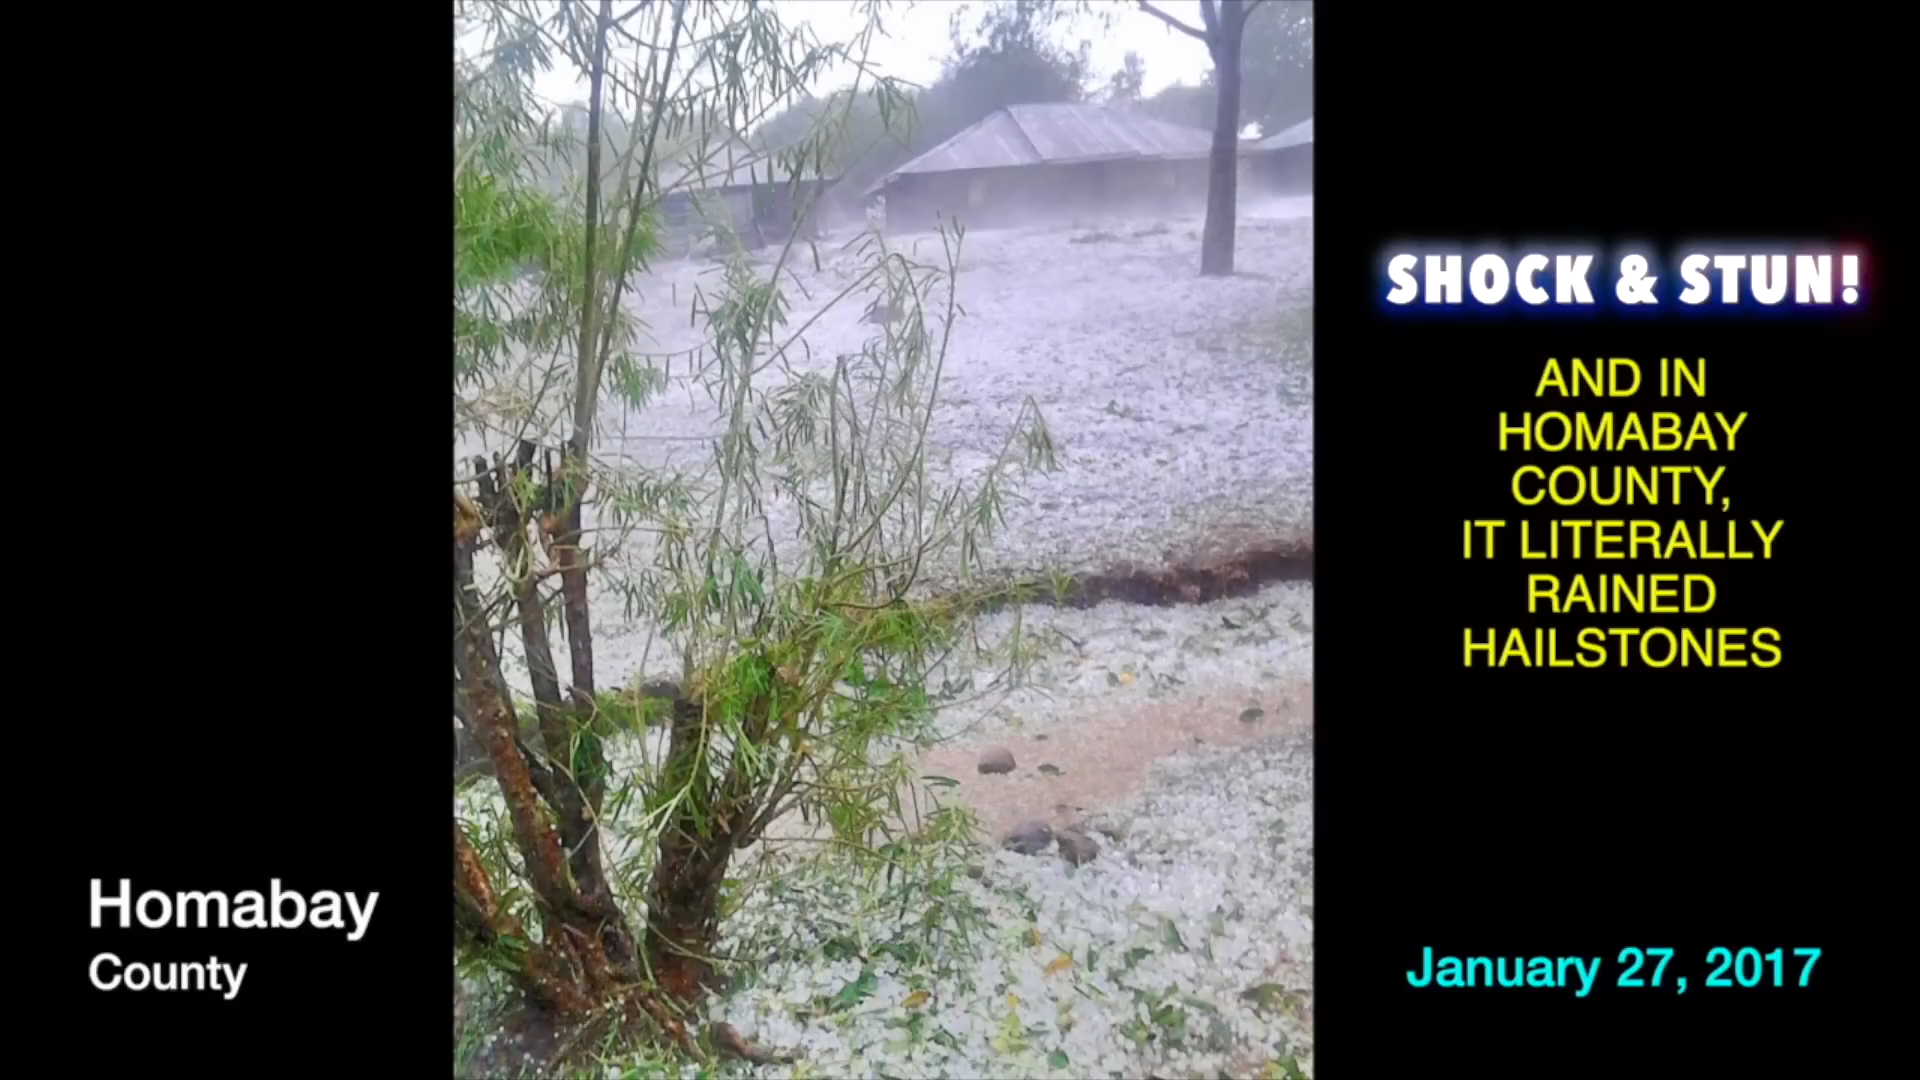 SHOCK & STUN!
AND IN
HOMABAY
COUNTY,
IT LITERALLY
RAINED
HAILSTONES
Homabay
County
January 27, 2017